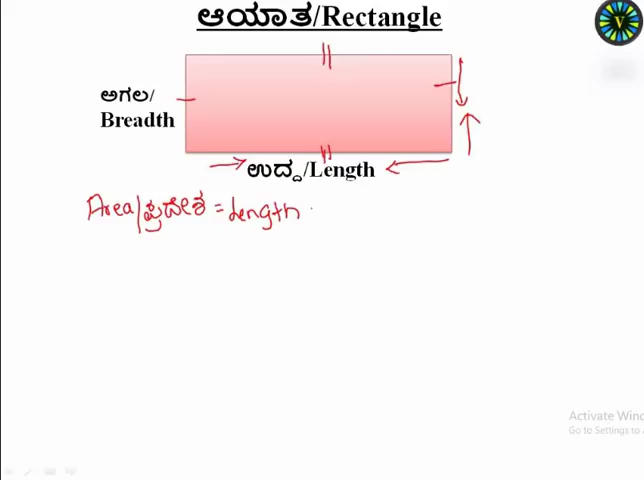 ಆಯಾತ/Rectangle
V
ಅಗಲ/
Breadth
ಉದ್ದ/Length
Area/ಪ್ರದೇಶ = Length
Activate Wind
Go to Settings to